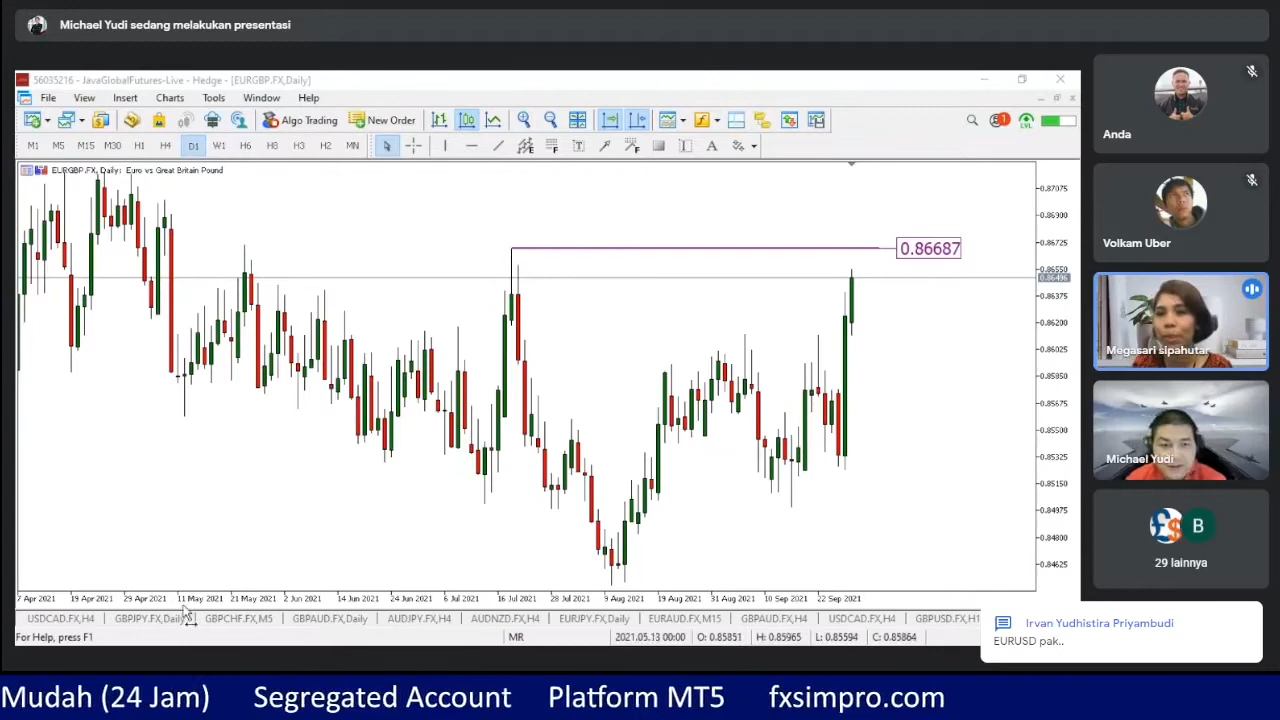 Michael Yudi sedang melakukan presentasi
56035216 - JavaGlobalFutures-Live - Hedge - [EURGBP.FX,Daily]
File View Insert Charts Tools Window Help
Algo Trading New Order
1
LVL
M1 M5 M15 M30 H1 H4 D1 W1 H6 H8 H3 H2 MN
EURGBP.FX, Daily: Euro vs Great Britain Pound
0.87075
0.86900
0.86725
0.86687
0.86550
0.86496
0.86375
0.86200
0.86025
0.85850
0.85675
0.85500
0.85325
0.85150
0.84975
0.84800
0.84625
7 Apr 2021 19 Apr 2021 29 Apr 2021 11 May 2021 21 May 2021 2 Jun 2021 14 Jun 2021 24 Jun 2021 6 Jul 2021 16 Jul 2021 28 Jul 2021 9 Aug 2021 19 Aug 2021 31 Aug 2021 10 Sep 2021 22 Sep 2021
USDCAD.FX,H4 GBPJPY.FX,Daily GBPCHF.FX,M5 GBPAUD.FX,Daily AUDJPY.FX,H4 AUDNZD.FX,H4 EURJPY.FX,Daily EURAUD.FX,M15 GBPAUD.FX,H4 USDCAD.FX,H4 GBPUSD.FX,H1
For Help, press F1 MR 2021.05.13 00:00 O: 0.85851 H: 0.85965 L: 0.85594 C: 0.85864
Anda
Volkam Uber
Megasari sipahutar
Michael Yudi
B
29 lainnya
Irvan Yudhistira Priyambudi
EURUSD pak..
Mudah (24 Jam) Segregated Account Platform MT5 fxsimpro.com